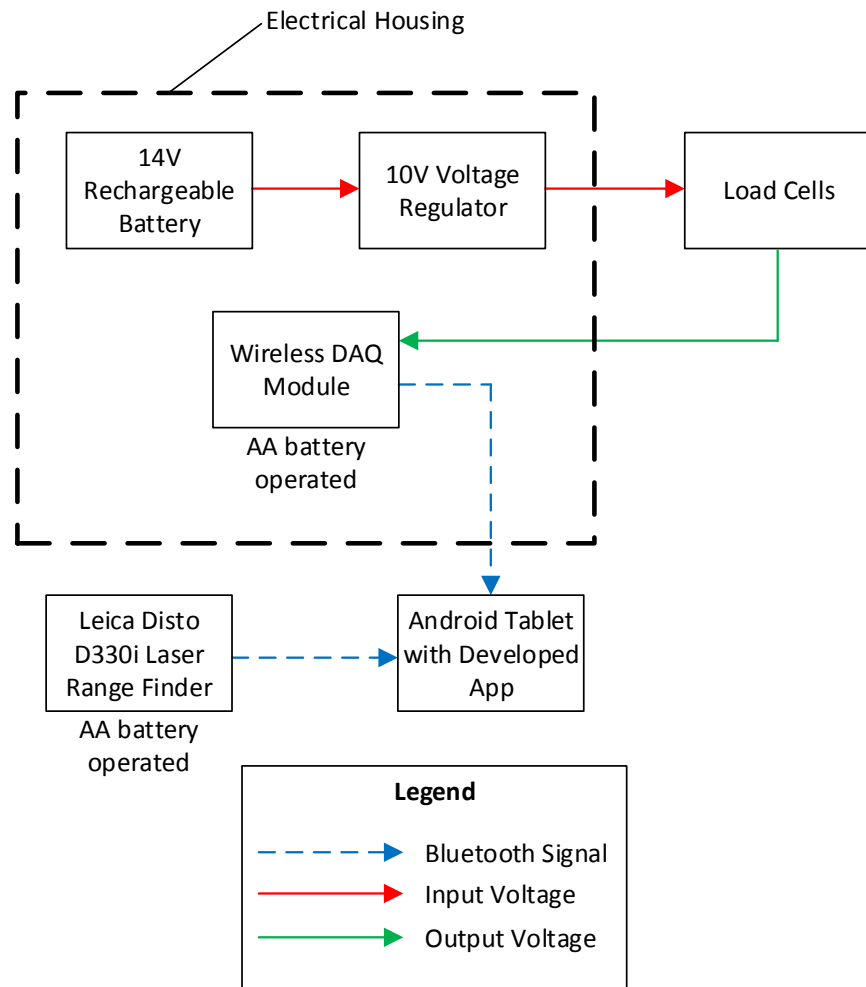 Electrical Housing
14V
Rechargeable
Battery
10V Voltage
Regulator
Load Cells
Wireless DAQ
Module
AA battery
operated
Leica Disto
D330i Laser
Range Finder
AA battery
operated
Android Tablet
with Developed
App
Legend
Bluetooth Signal
Input Voltage
Output Voltage